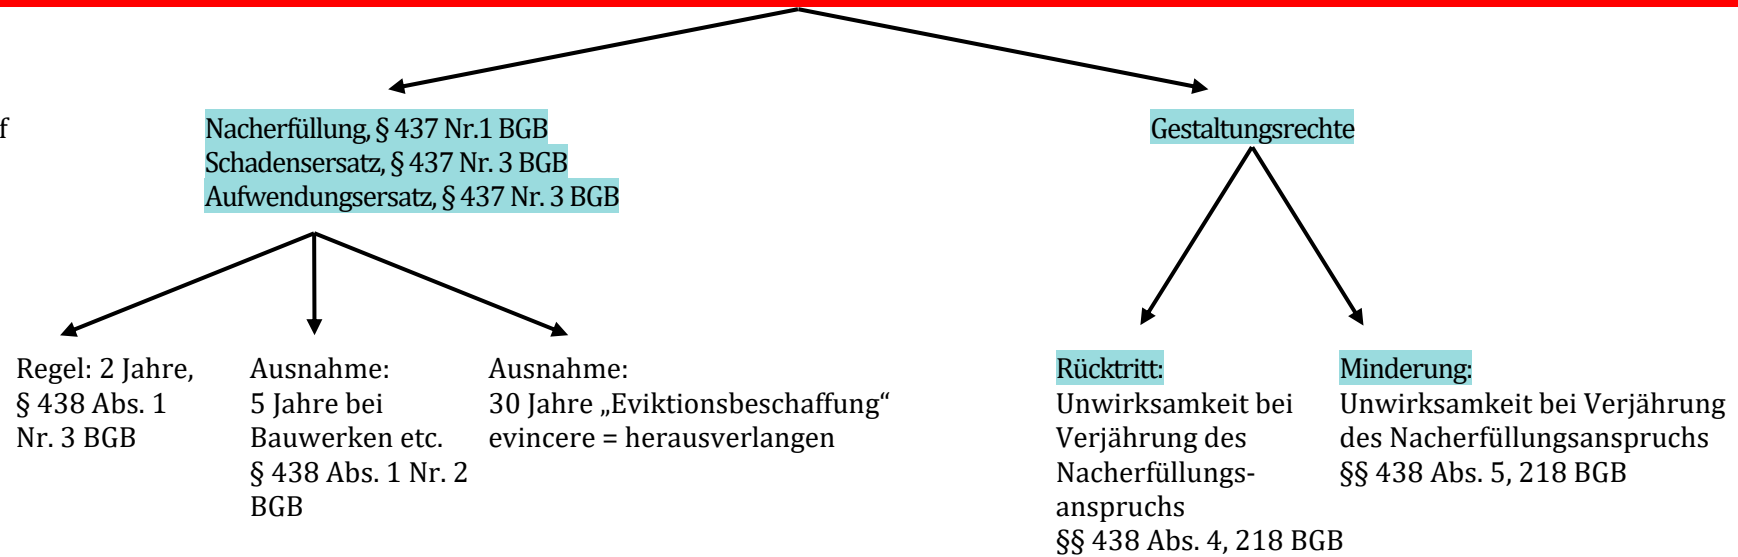 f
Nacherfüllung, § 437 Nr.1 BGB
Schadensersatz, § 437 Nr. 3 BGB
Aufwendungsersatz, § 437 Nr. 3 BGB
Gestaltungsrechte
Regel: 2 Jahre,
§ 438 Abs. 1
Nr. 3 BGB
Ausnahme:
5 Jahre bei
Bauwerken etc.
§ 438 Abs. 1 Nr. 2
BGB
Ausnahme:
30 Jahre „Eviktionsbeschaffung“
evincere = herausverlangen
Rücktritt:
Unwirksamkeit bei
Verjährung des
Nacherfüllungs-
anspruchs
§§ 438 Abs. 4, 218 BGB
Minderung:
Unwirksamkeit bei Verjährung
des Nacherfüllungsanspruchs
§§ 438 Abs. 5, 218 BGB